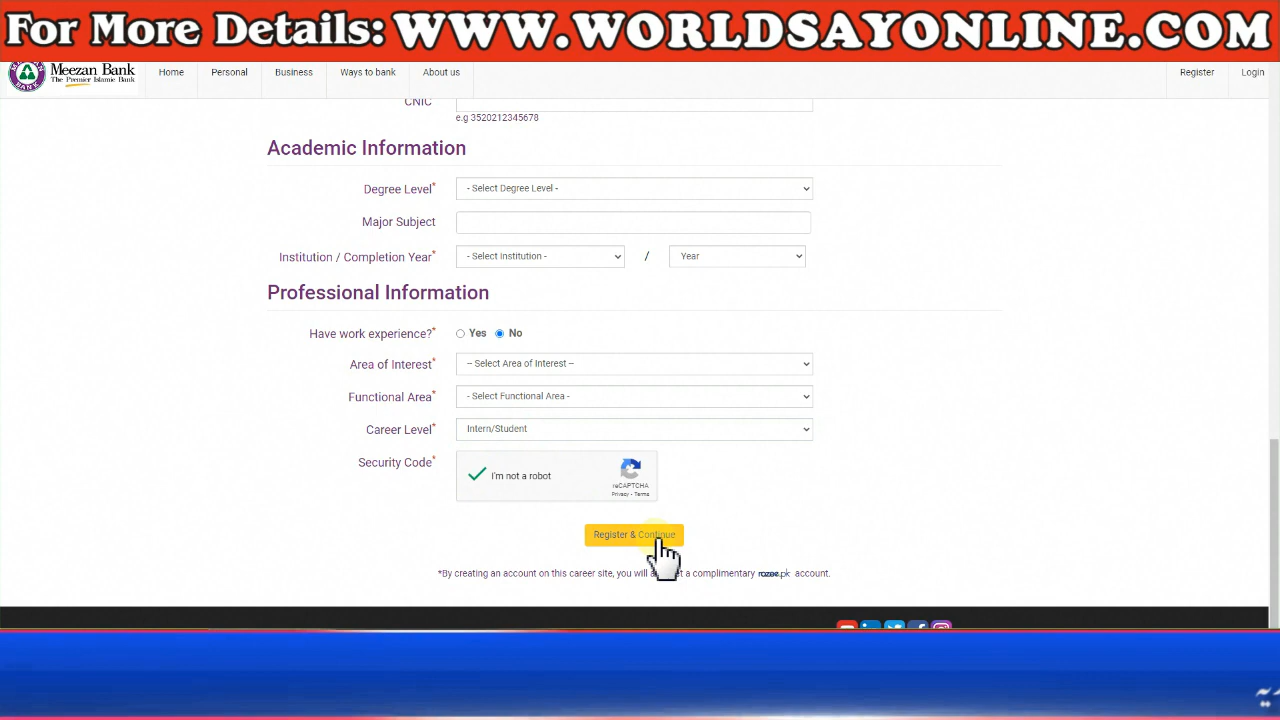 For More Details: WWW.WORLDSAYONLINE.COM
Meezan Bank
The Premier Islamic Bank
Home Personal Business Ways to bank About us Register Login
CNIC
e.g 3520212345678
Academic Information
Degree Level* - Select Degree Level -
Major Subject
Institution / Completion Year* - Select Institution - / Year
Professional Information
Have work experience?* Yes No
Area of Interest* -- Select Area of Interest --
Functional Area* - Select Functional Area -
Career Level* Intern/Student
Security Code* I'm not a robot
reCAPTCHA
Privacy - Terms
Register & Continue
*By creating an account on this career site, you will a complimentary rozee.pk account.